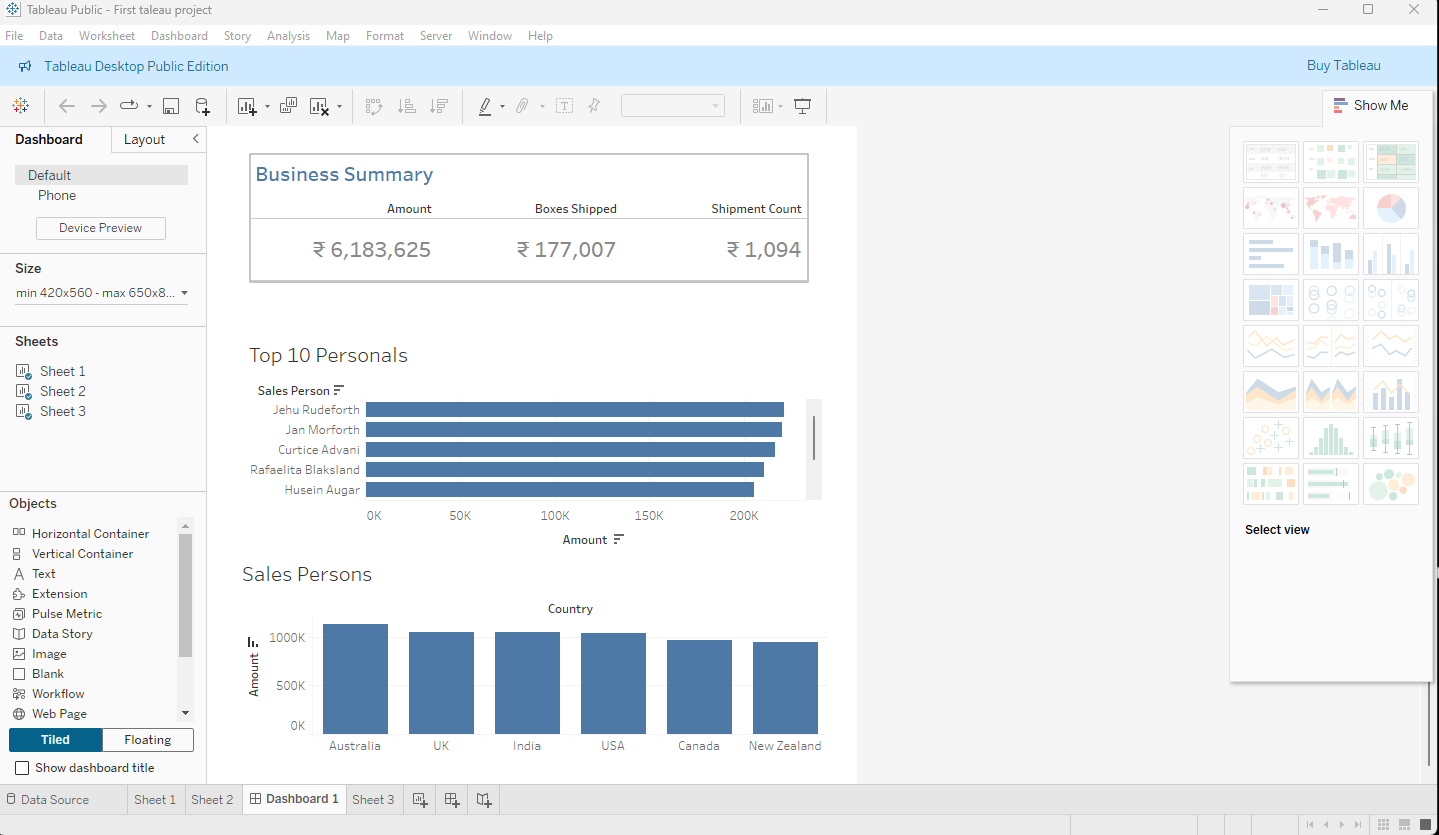 Tableau Public - First taleau project
File Data Worksheet Dashboard Story Analysis Map Format Server Window Help
Tableau Desktop Public Edition
Buy Tableau
Show Me
Dashboard
Layout
Default
Phone
Device Preview
Size
min 420x560 - max 650x8...
Sheets
Sheet 1
Sheet 2
Sheet 3
Objects
Horizontal Container
Vertical Container
Text
Extension
Pulse Metric
Data Story
Image
Blank
Workflow
Web Page
Tiled
Floating
Show dashboard title
Business Summary
Amount Boxes Shipped Shipment Count
₹ 6,183,625 ₹ 177,007 ₹ 1,094
Top 10 Personals
Sales Person
Jehu Rudeforth
Jan Morforth
Curtice Advani
Rafaelita Blaksland
Husein Augar
0K 50K 100K 150K 200K
Amount
Sales Persons
Country
Amount
1000K
500K
0K
Australia UK India USA Canada New Zealand
Select view
Data Source Sheet 1 Sheet 2 Dashboard 1 Sheet 3